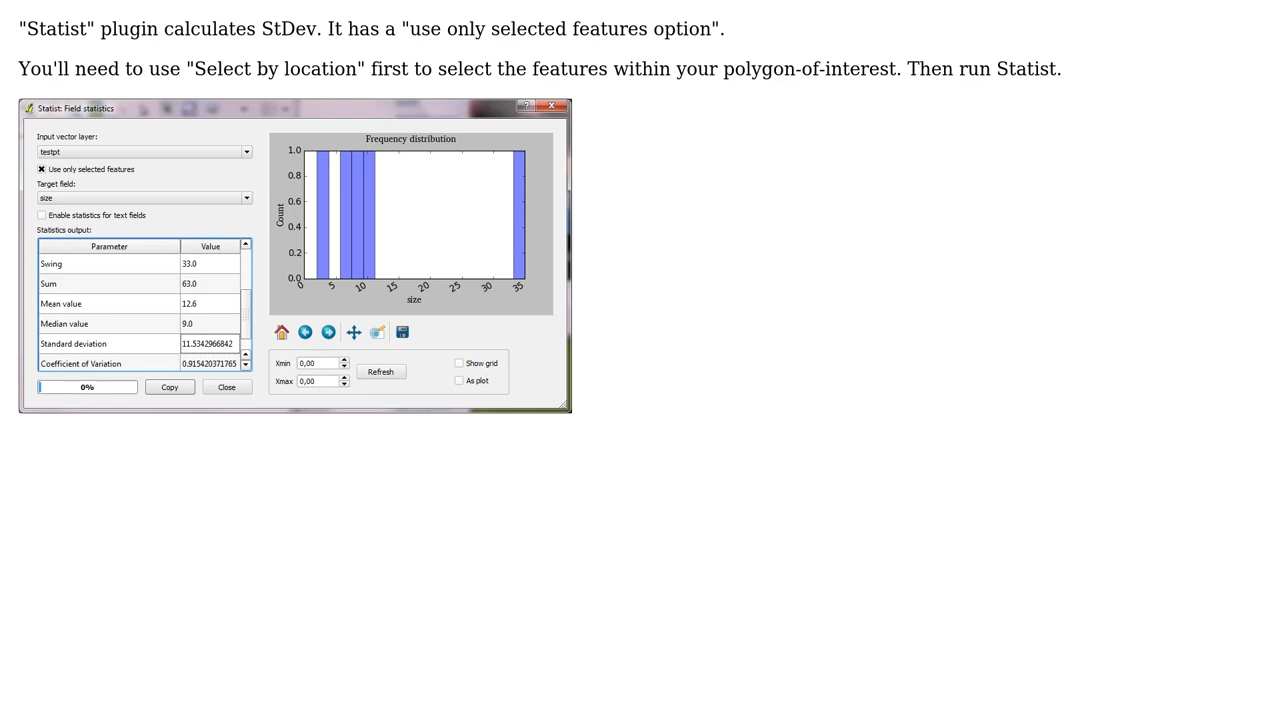 "Statist" plugin calculates StDev. It has a "use only selected features option".
You'll need to use "Select by location" first to select the features within your polygon-of-interest. Then run Statist.
Statist: Field statistics
?
Input vector layer:
testpt
Use only selected features
Target field:
size
Enable statistics for text fields
Statistics output:
Parameter Value
Swing 33.0
Sum 63.0
Mean value 12.6
Median value 9.0
Standard deviation 11.5342966842
Coefficient of Variation 0.915420371765
0%
Copy
Close
Frequency distribution
1.0
0.8
0.6
0.4
0.2
0.0
Count
0 5 10 15 20 25 30 35
size
Xmin 0,00
Xmax 0,00
Refresh
Show grid
As plot